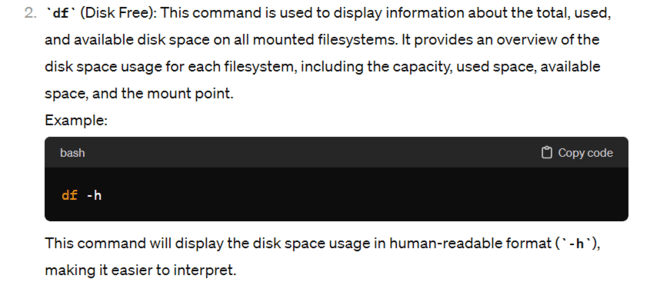 2. `df` (Disk Free): This command is used to display information about the total, used,
and available disk space on all mounted filesystems. It provides an overview of the
disk space usage for each filesystem, including the capacity, used space, available
space, and the mount point.
Example:
bash Copy code
df -h
This command will display the disk space usage in human-readable format (`-h`),
making it easier to interpret.